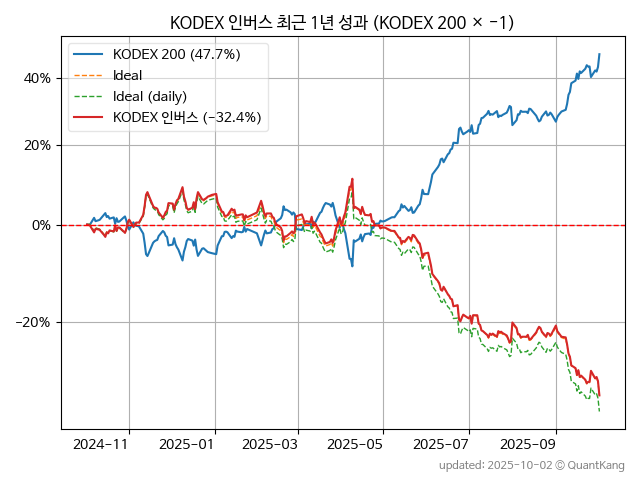 KODEX 인버스 최근 1년 성과 (KODEX 200 × −1)
KODEX 200 (47.7%)
Ideal
Ideal (daily)
KODEX 인버스 (−32.4%)
40%
20%
0%
−20%
2024-11
2025-01
2025-03
2025-05
2025-07
2025-09
updated: 2025-10-02 © QuantKang